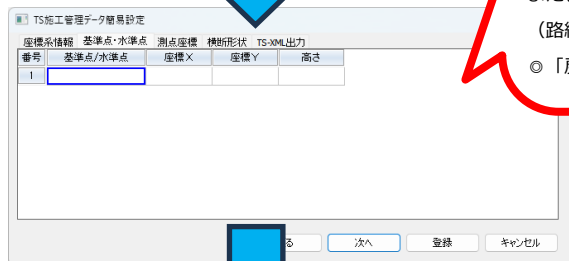 TS施工管理データ簡易設定
座標系情報 基準点・水準点 測点座標 横断形状 TS-XML出力
番号 基準点/水準点 座標X 座標Y 高さ
1
（路
◎「
る 次へ 登録 キャンセル